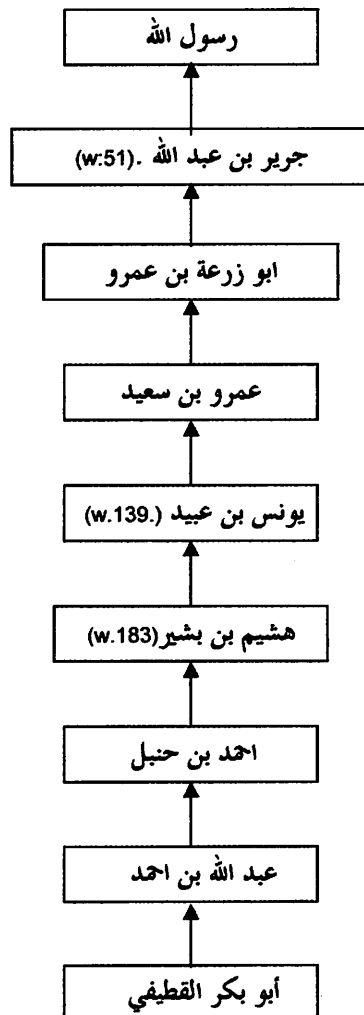 رسول الله
جرير بن عبد الله .(w:51)
ابو زرعة بن عمرو
عمرو بن سعيد
يونس بن عبيد (w.139.)
هشيم بن بشير(w.183)
احمد بن حنبل
عبد الله بن احمد
أبو بكر القطيفي